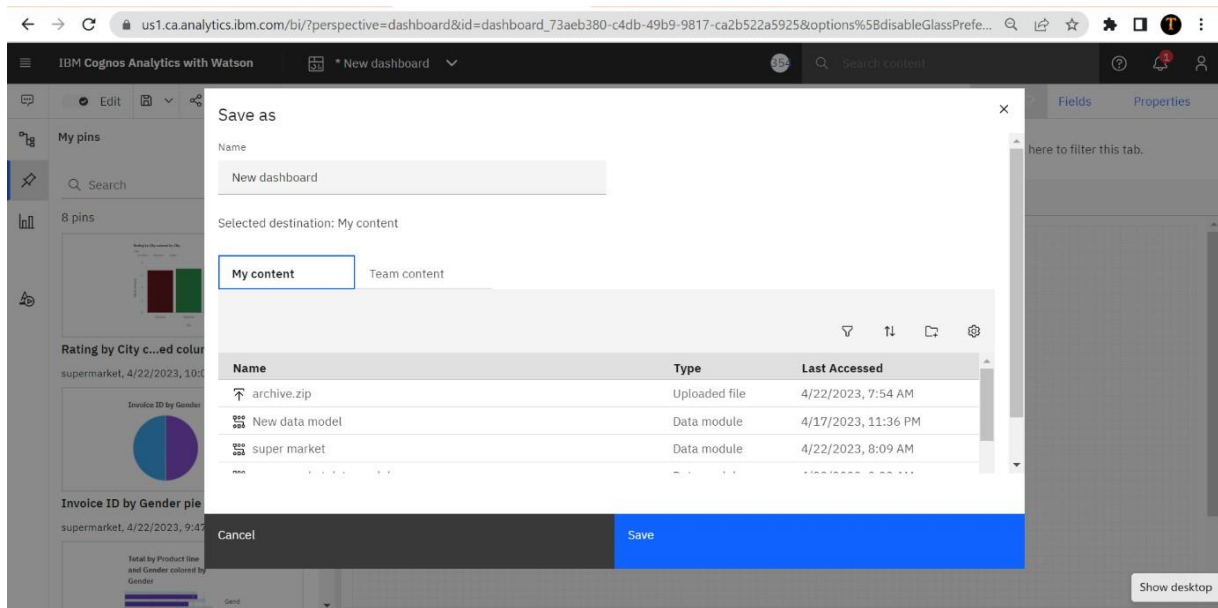 us1.ca.analytics.ibm.com/bi/?perspective=dashboard&id=dashboard_73aeb380-c4db-49b9-9817-ca2b522a5925&options%5BdisableGlassPrefe...
IBM Cognos Analytics with Watson
* New dashboard
354
Search content
1
Edit
Fields
Properties
My pins
here to filter this tab.
Search
8 pins
Rating by City c...ed colur
supermarket, 4/22/2023, 10:0
Invoice ID by Gender
Invoice ID by Gender pie
supermarket, 4/22/2023, 9:47
Total by Product line
and Gender colored by
Gender
Save as
Name
New dashboard
Selected destination: My content
My content
Team content
Name Type Last Accessed
archive.zip Uploaded file 4/22/2023, 7:54 AM
New data model Data module 4/17/2023, 11:36 PM
super market Data module 4/22/2023, 8:09 AM
Cancel
Save
Show desktop